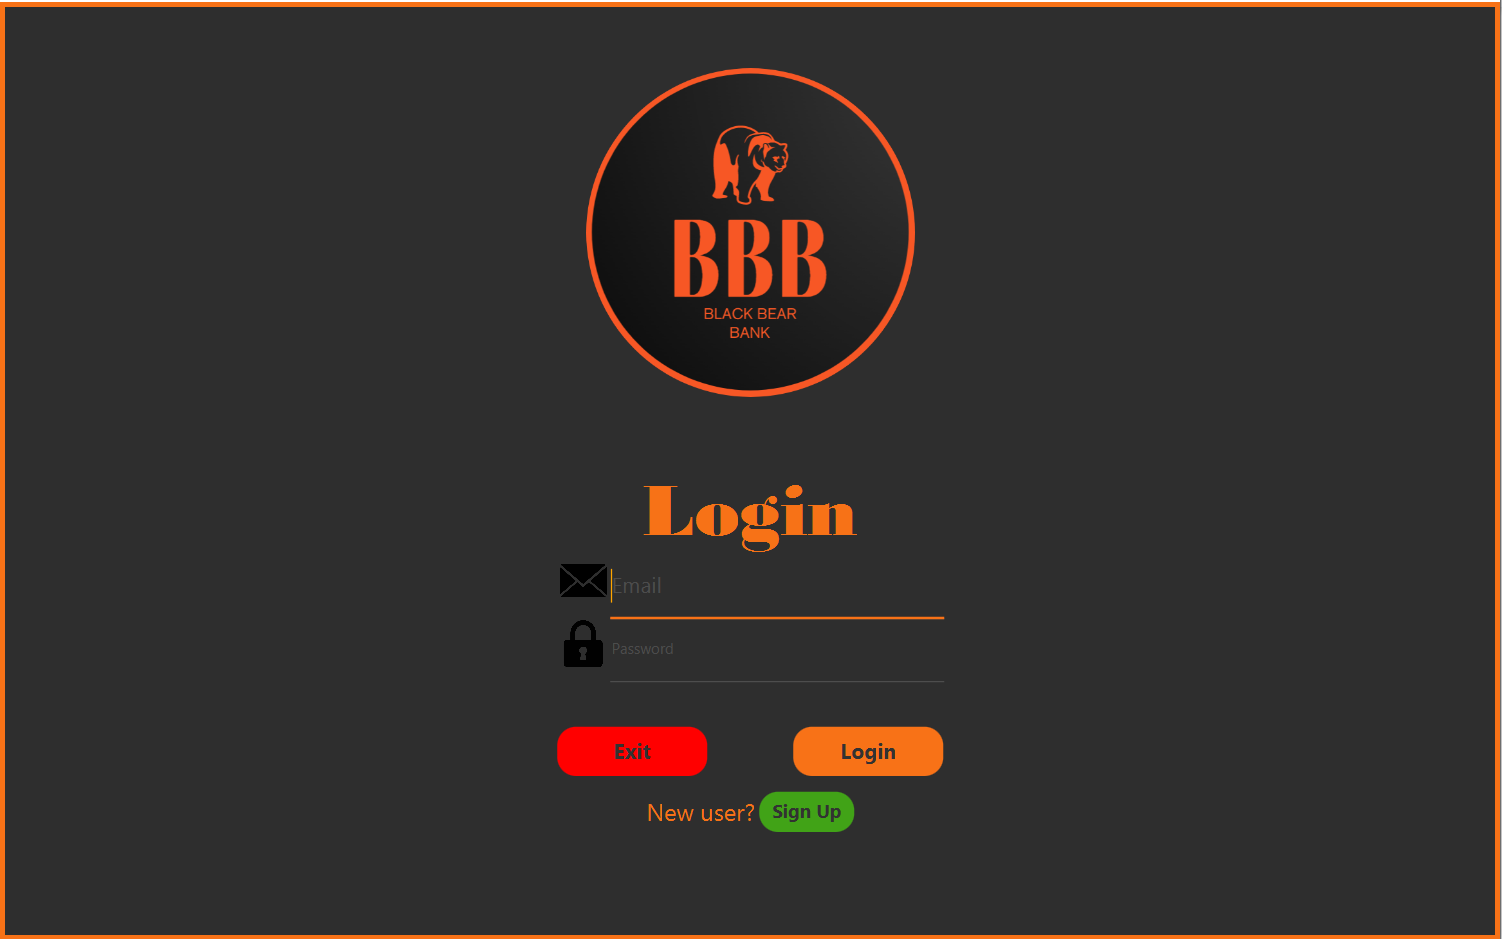 BBB
BLACK BEAR
BANK
Login
Email
Password
Exit Login
New user? Sign Up